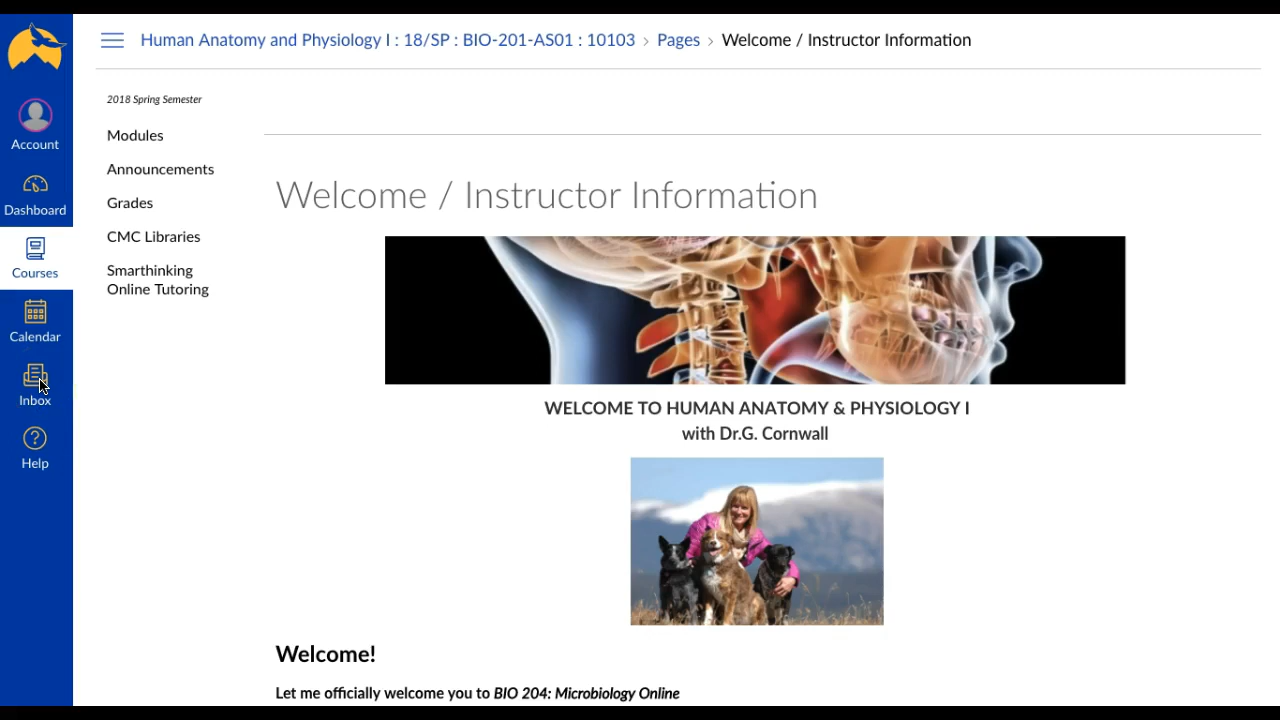 Human Anatomy and Physiology I : 18/SP : BIO-201-AS01 : 10103 › Pages › Welcome / Instructor Information
Account
Dashboard
Courses
Calendar
Inbox
Help
2018 Spring Semester
Modules
Announcements
Grades
CMC Libraries
Smarthinking
Online Tutoring
Welcome / Instructor Information
WELCOME TO HUMAN ANATOMY & PHYSIOLOGY I
with Dr.G. Cornwall
Welcome!
Let me officially welcome you to BIO 204: Microbiology Online